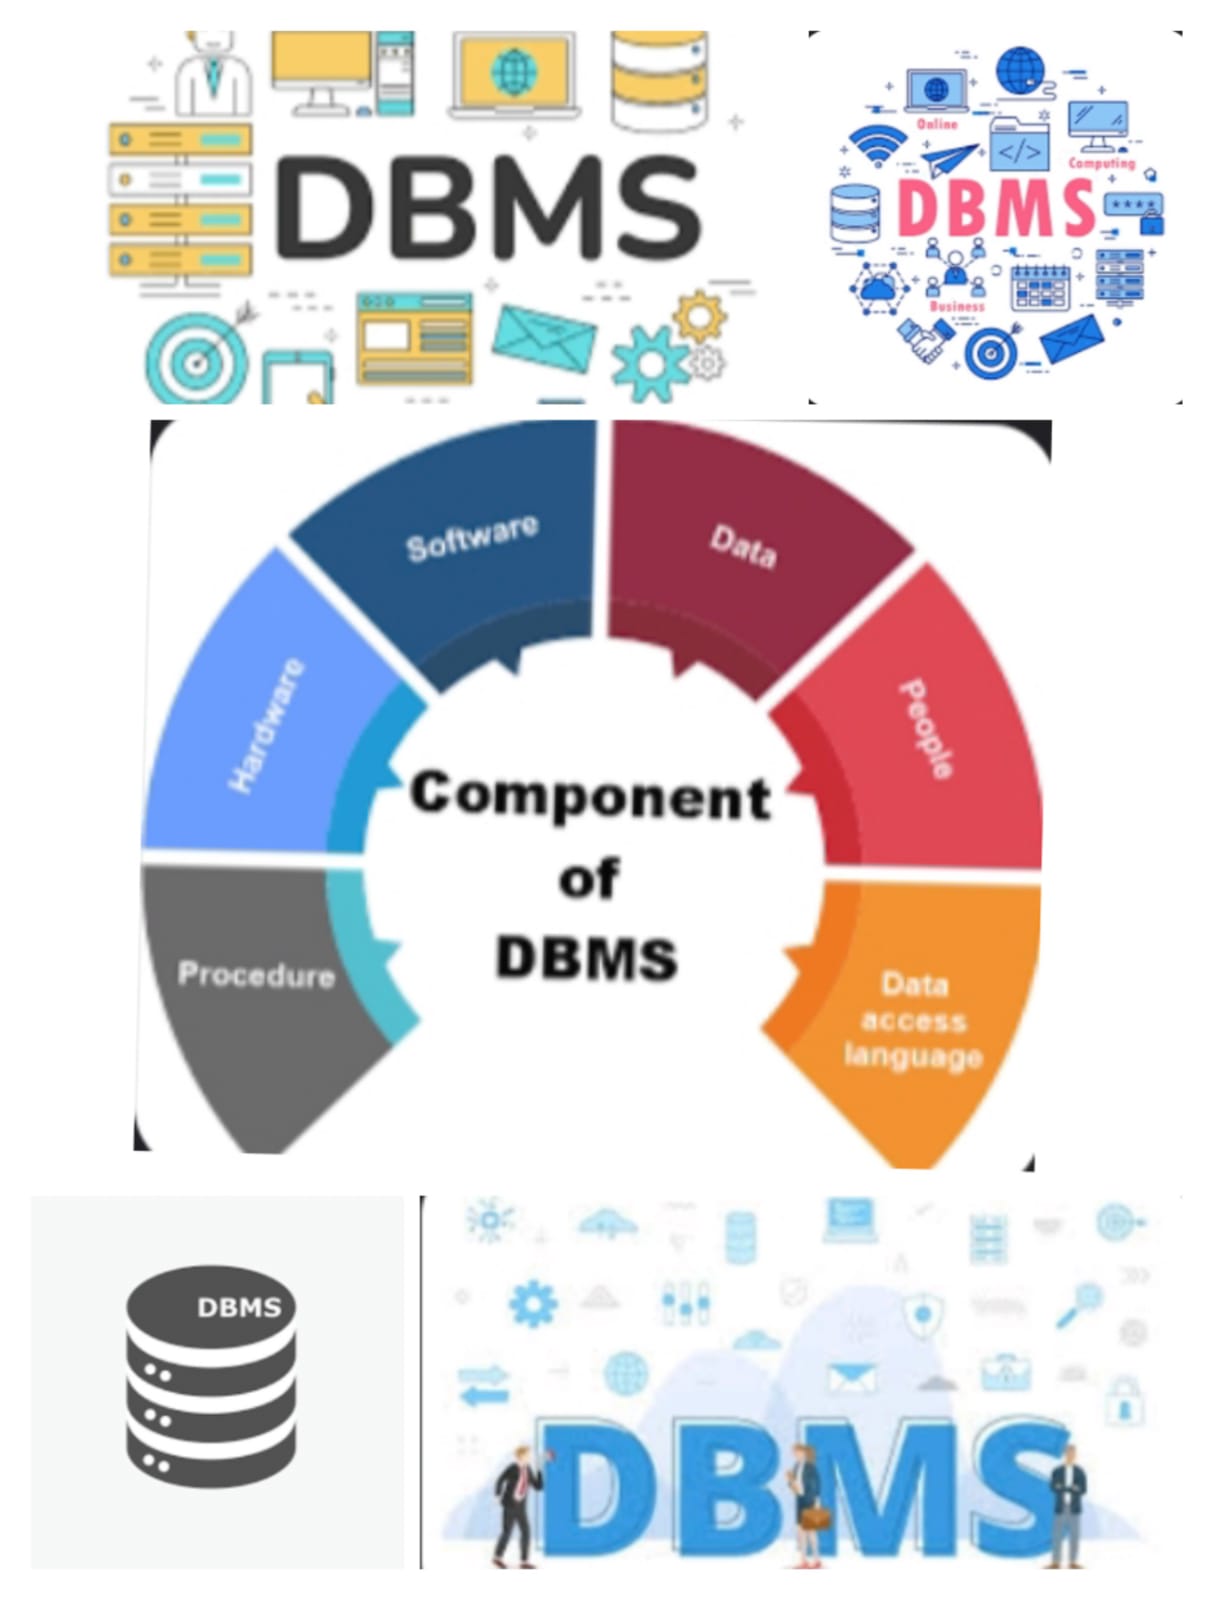 DBMS
Online
Computing
DBMS
****
Business
</>
Software
Data
Hardware
People
Component
of
DBMS
Procedure
Data
access
language
DBMS
DBMS